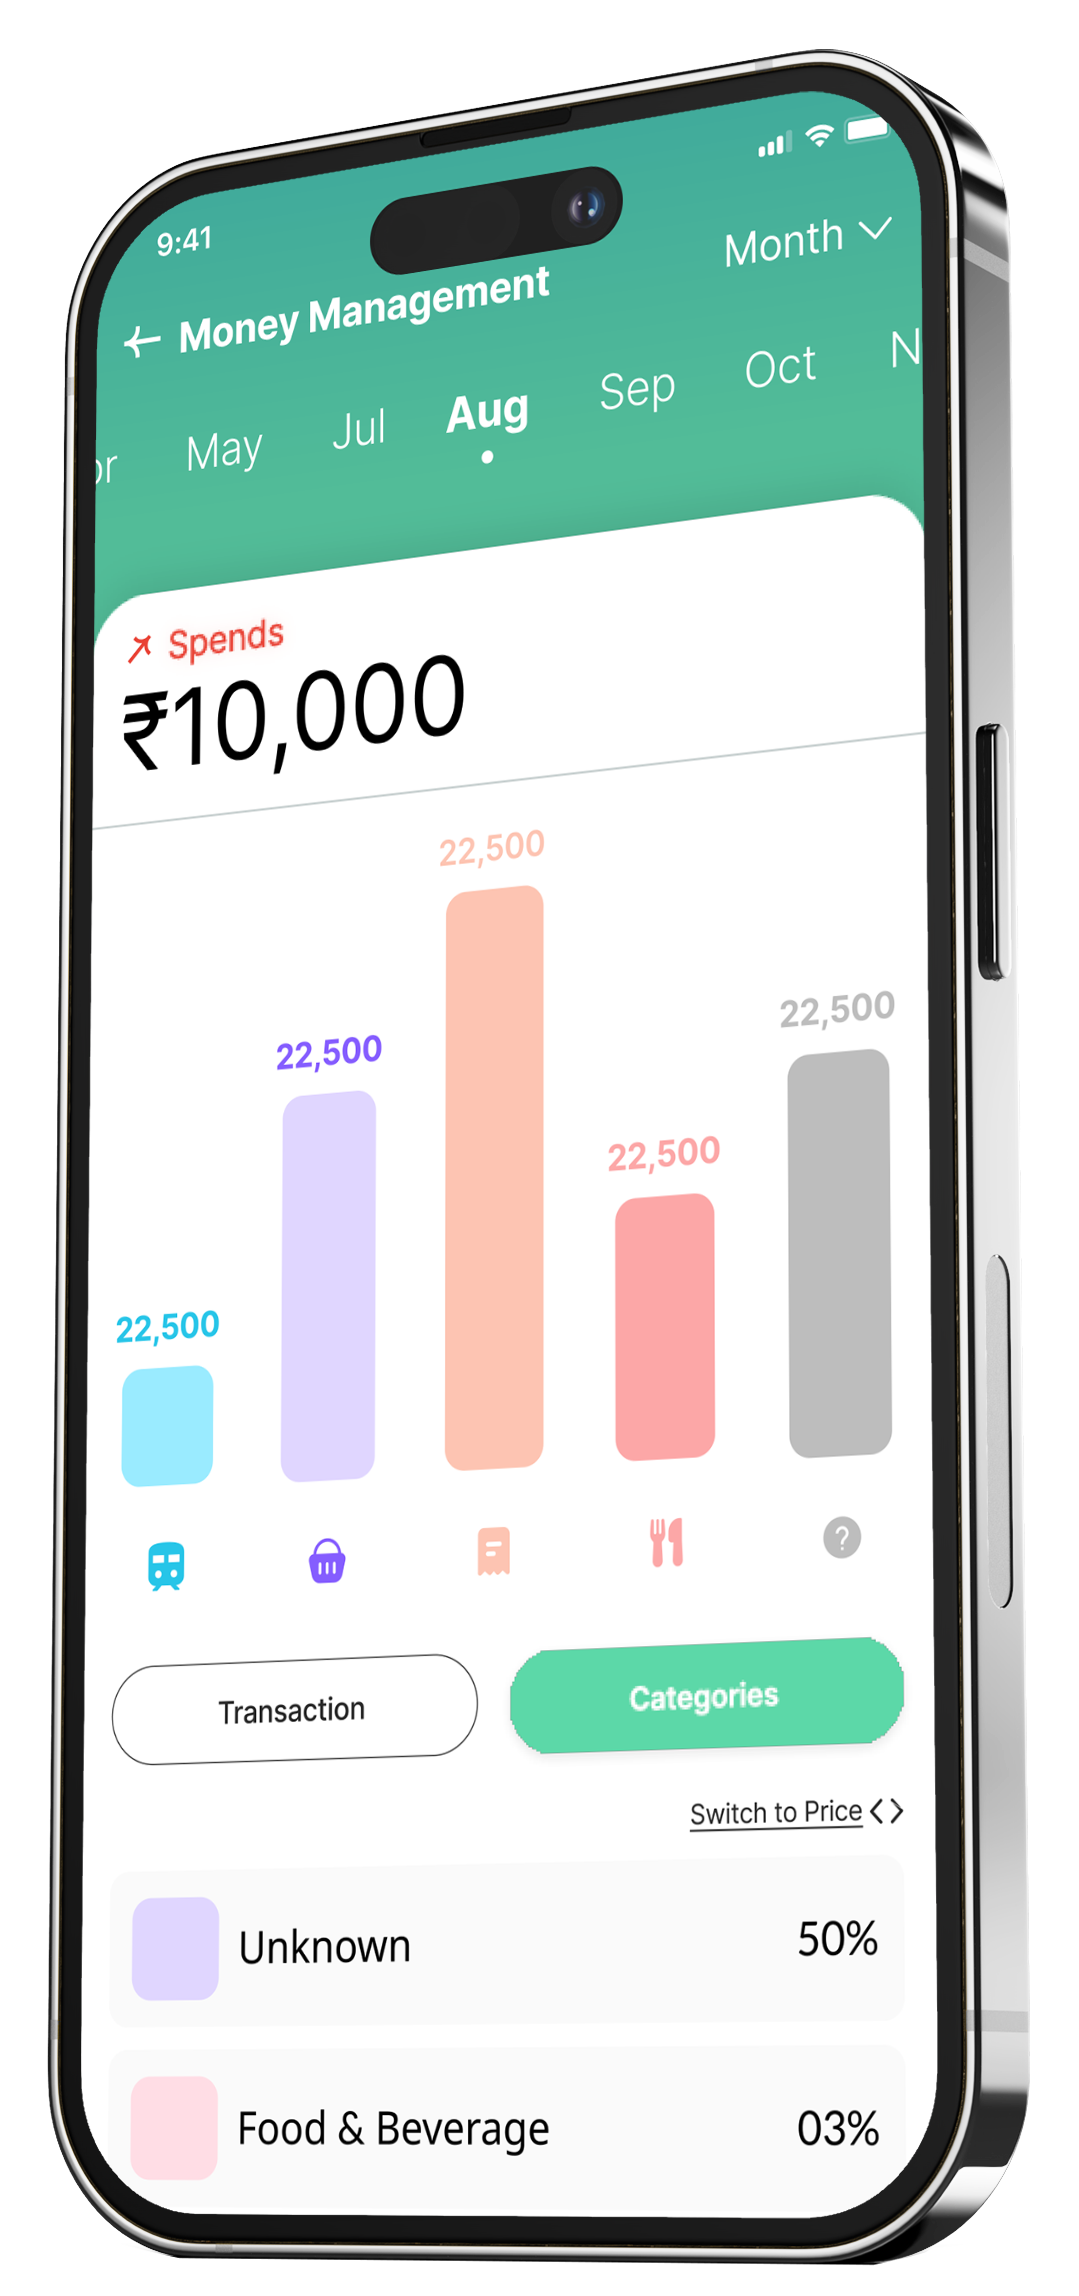 9:41
Month
Money Management
May Jul Aug Sep Oct N
Spends
₹10,000
22,500
22,500
22,500
22,500
22,500
?
Transaction
Categories
Switch to Price
Unknown 50%
Food & Beverage 03%